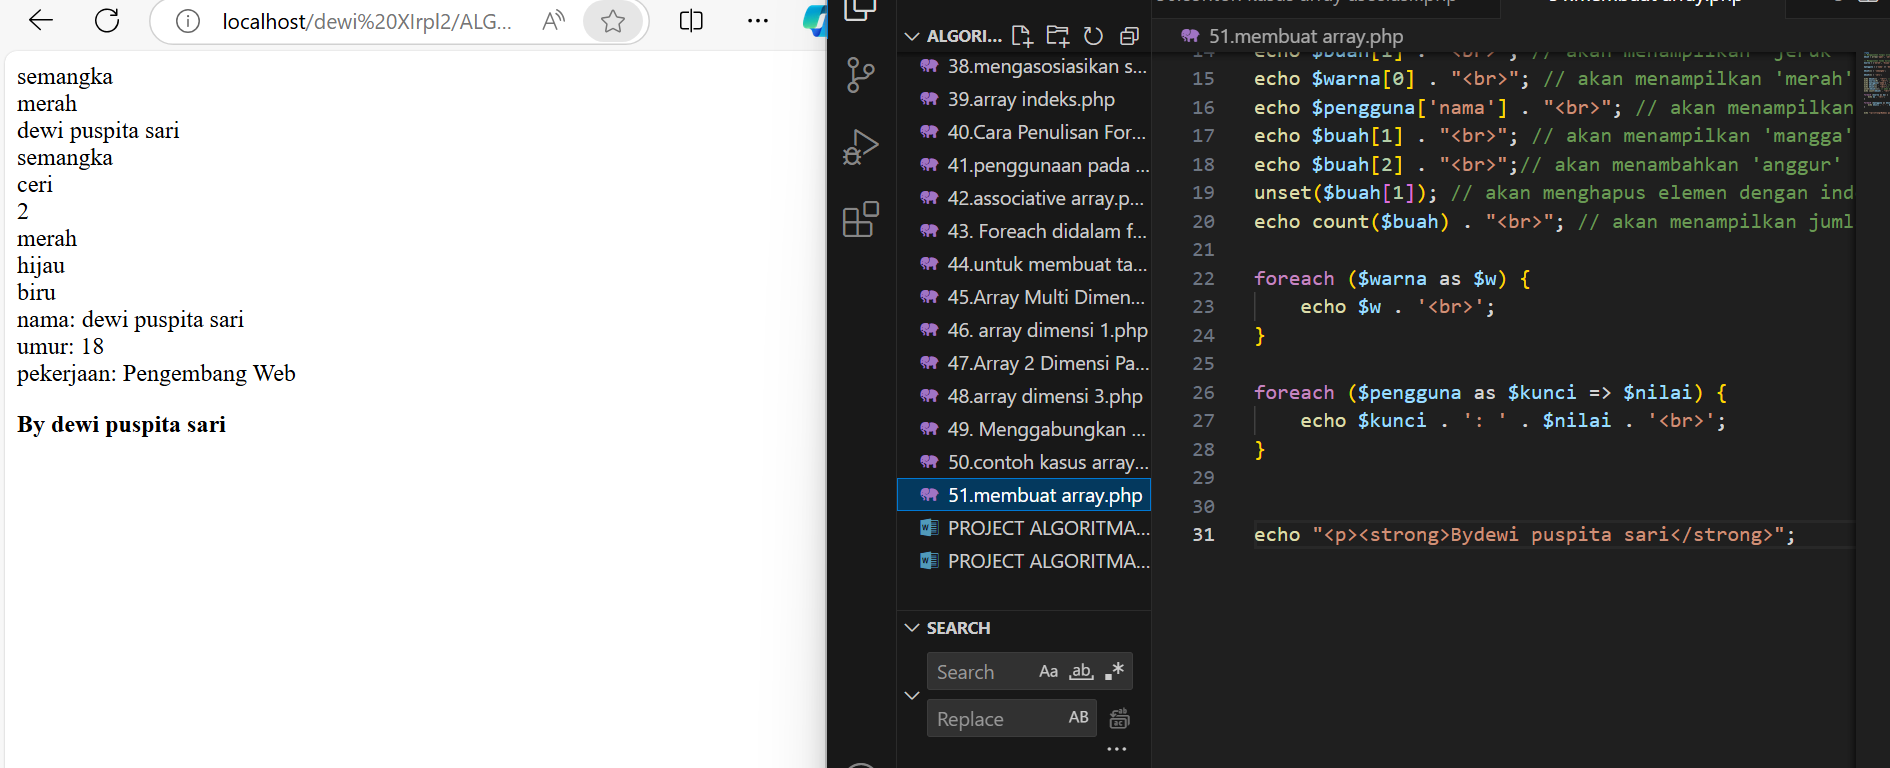 localhost/dewi%20XIrpl2/ALG...
semangka
merah
dewi puspita sari
semangka
ceri
2
merah
hijau
biru
nama: dewi puspita sari
umur: 18
pekerjaan: Pengembang Web
By dewi puspita sari
ALGORI...
38.mengasosiasikan s...
39.array indeks.php
40.Cara Penulisan For...
41.penggunaan pada ...
42.associative array.p...
43. Foreach didalam f...
44.untuk membuat ta...
45.Array Multi Dimen...
46. array dimensi 1.php
47.Array 2 Dimensi Pa...
48.array dimensi 3.php
49. Menggabungkan ...
50.contoh kasus array...
51.membuat array.php
PROJECT ALGORITMA...
PROJECT ALGORITMA...
SEARCH
Search
Aa
ab
Replace
AB
51.membuat array.php
14 echo $buah[1] . "<br>"; // akan menampilkan 'jeruk'
15 echo $warna[0] . "<br>"; // akan menampilkan 'merah'
16 echo $pengguna['nama'] . "<br>"; // akan menampilkan
17 echo $buah[1] . "<br>"; // akan menampilkan 'mangga'
18 echo $buah[2] . "<br>";// akan menambahkan 'anggur'
19 unset($buah[1]); // akan menghapus elemen dengan ind
20 echo count($buah) . "<br>"; // akan menampilkan juml
21
22 foreach ($warna as $w) {
23 echo $w . '<br>';
24 }
25
26 foreach ($pengguna as $kunci => $nilai) {
27 echo $kunci . ': ' . $nilai . '<br>';
28 }
29
30
31 echo "<p><strong>Bydewi puspita sari</strong>";